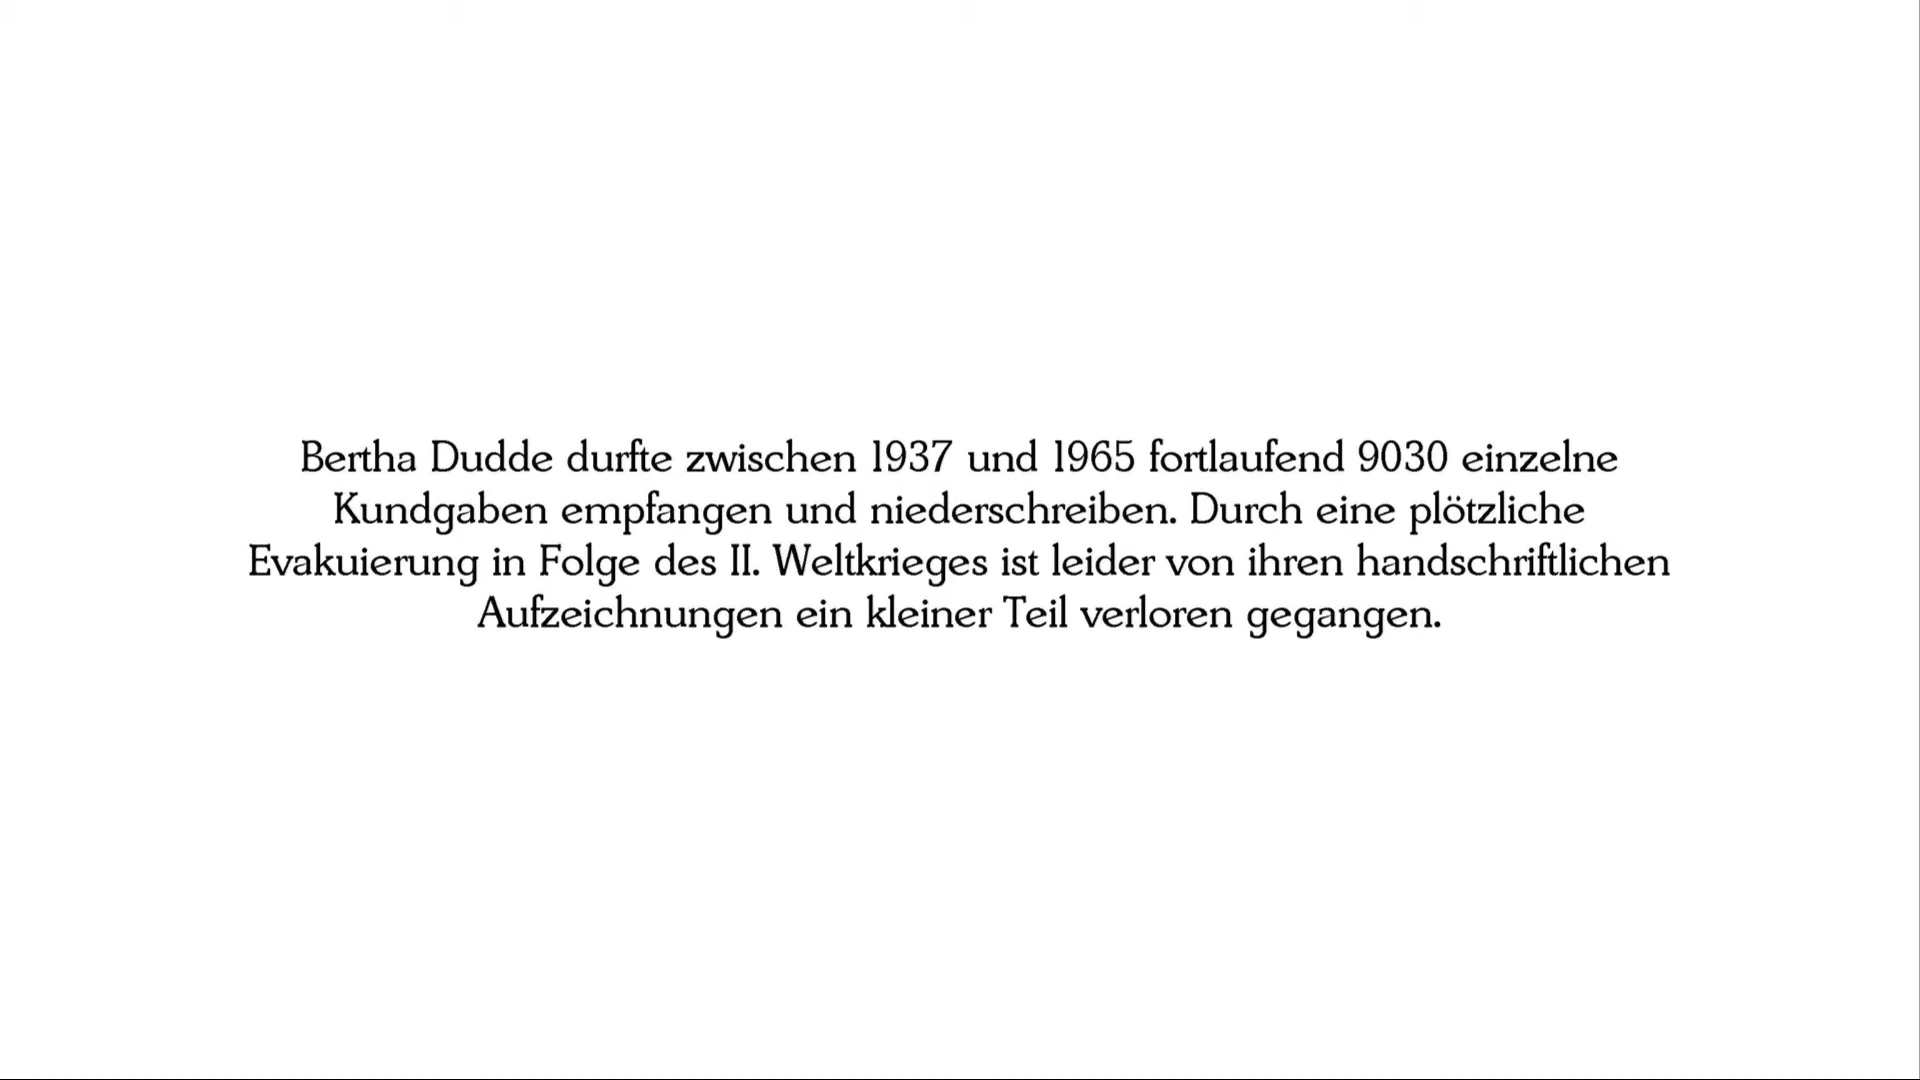 Bertha Dudde durfte zwischen 1937 und 1965 fortlaufend 9030 einzelne
Kundgaben empfangen und niederschreiben. Durch eine plötzliche
Evakuierung in Folge des II. Weltkrieges ist leider von ihren handschriftlichen
Aufzeichnungen ein kleiner Teil verloren gegangen.